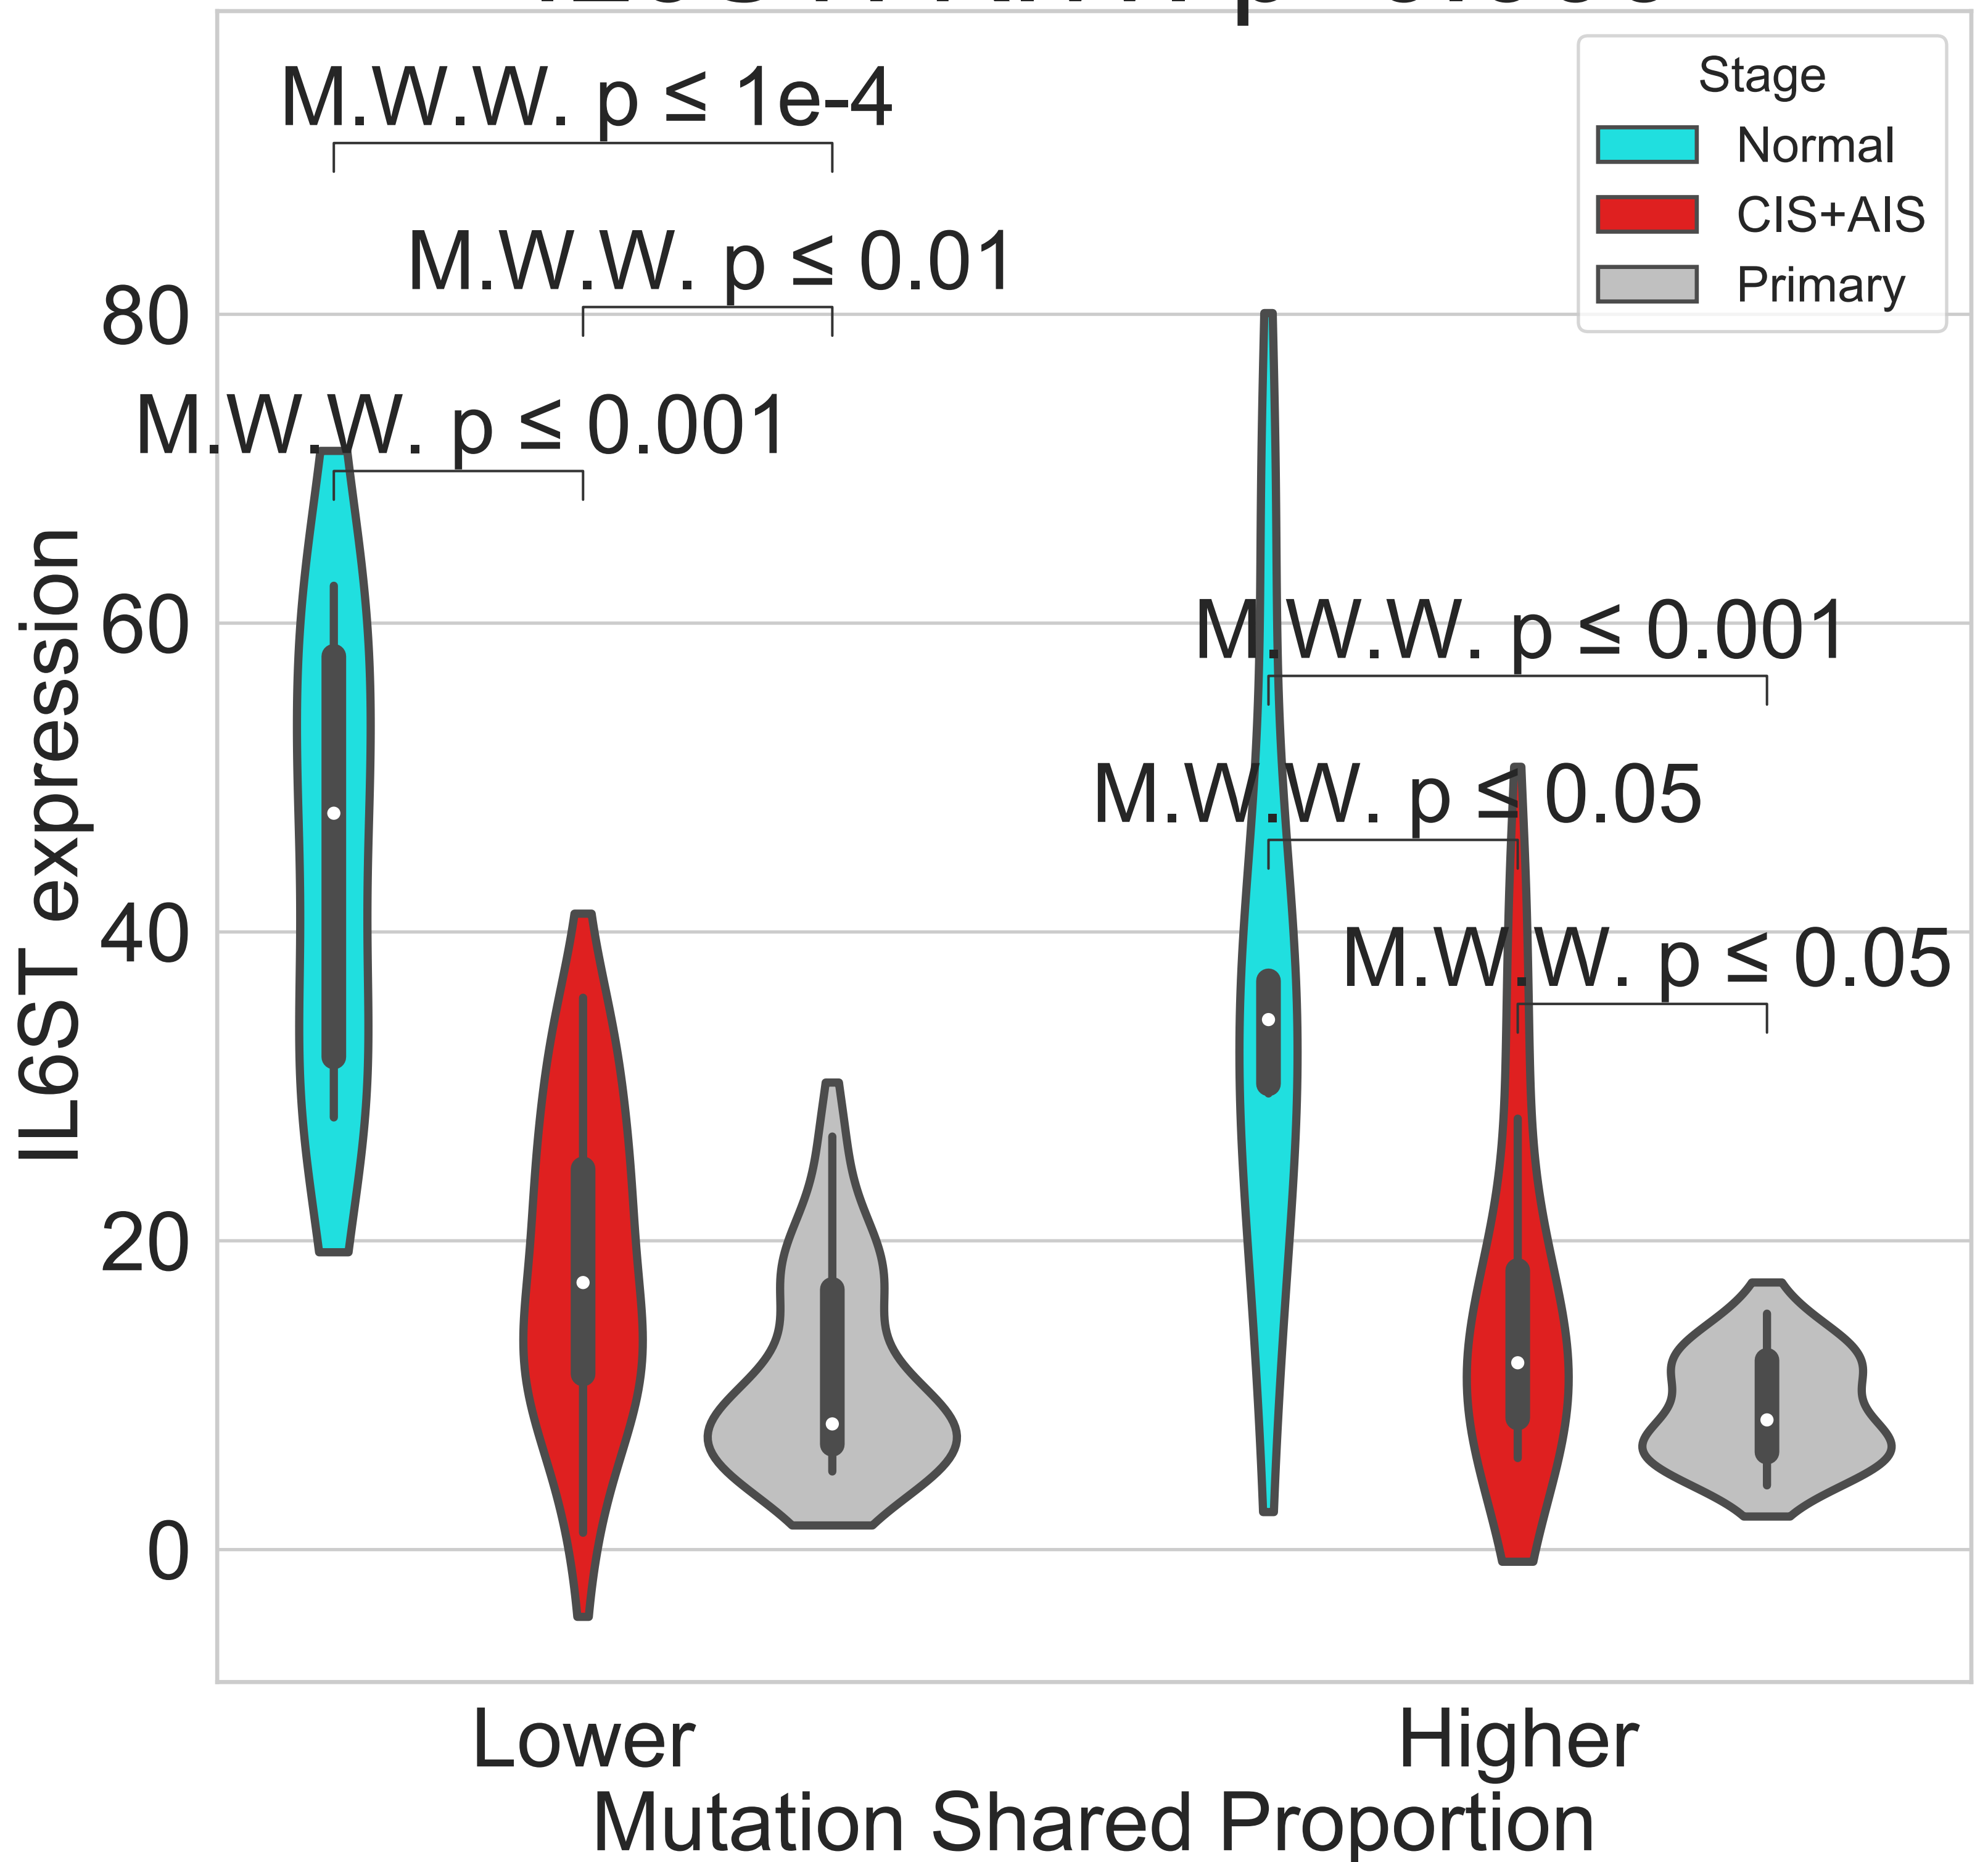 M.W.W. p ≤ 1e-4
M.W.W. p ≤ 0.01
M.W.W. p ≤ 0.001
M.W.W. p ≤ 0.001
M.W.W. p ≤ 0.05
M.W.W. p ≤ 0.05
Stage
Normal
CIS+AIS
Primary
IL6ST expression
80
60
40
20
0
Lower
Higher
Mutation Shared Proportion